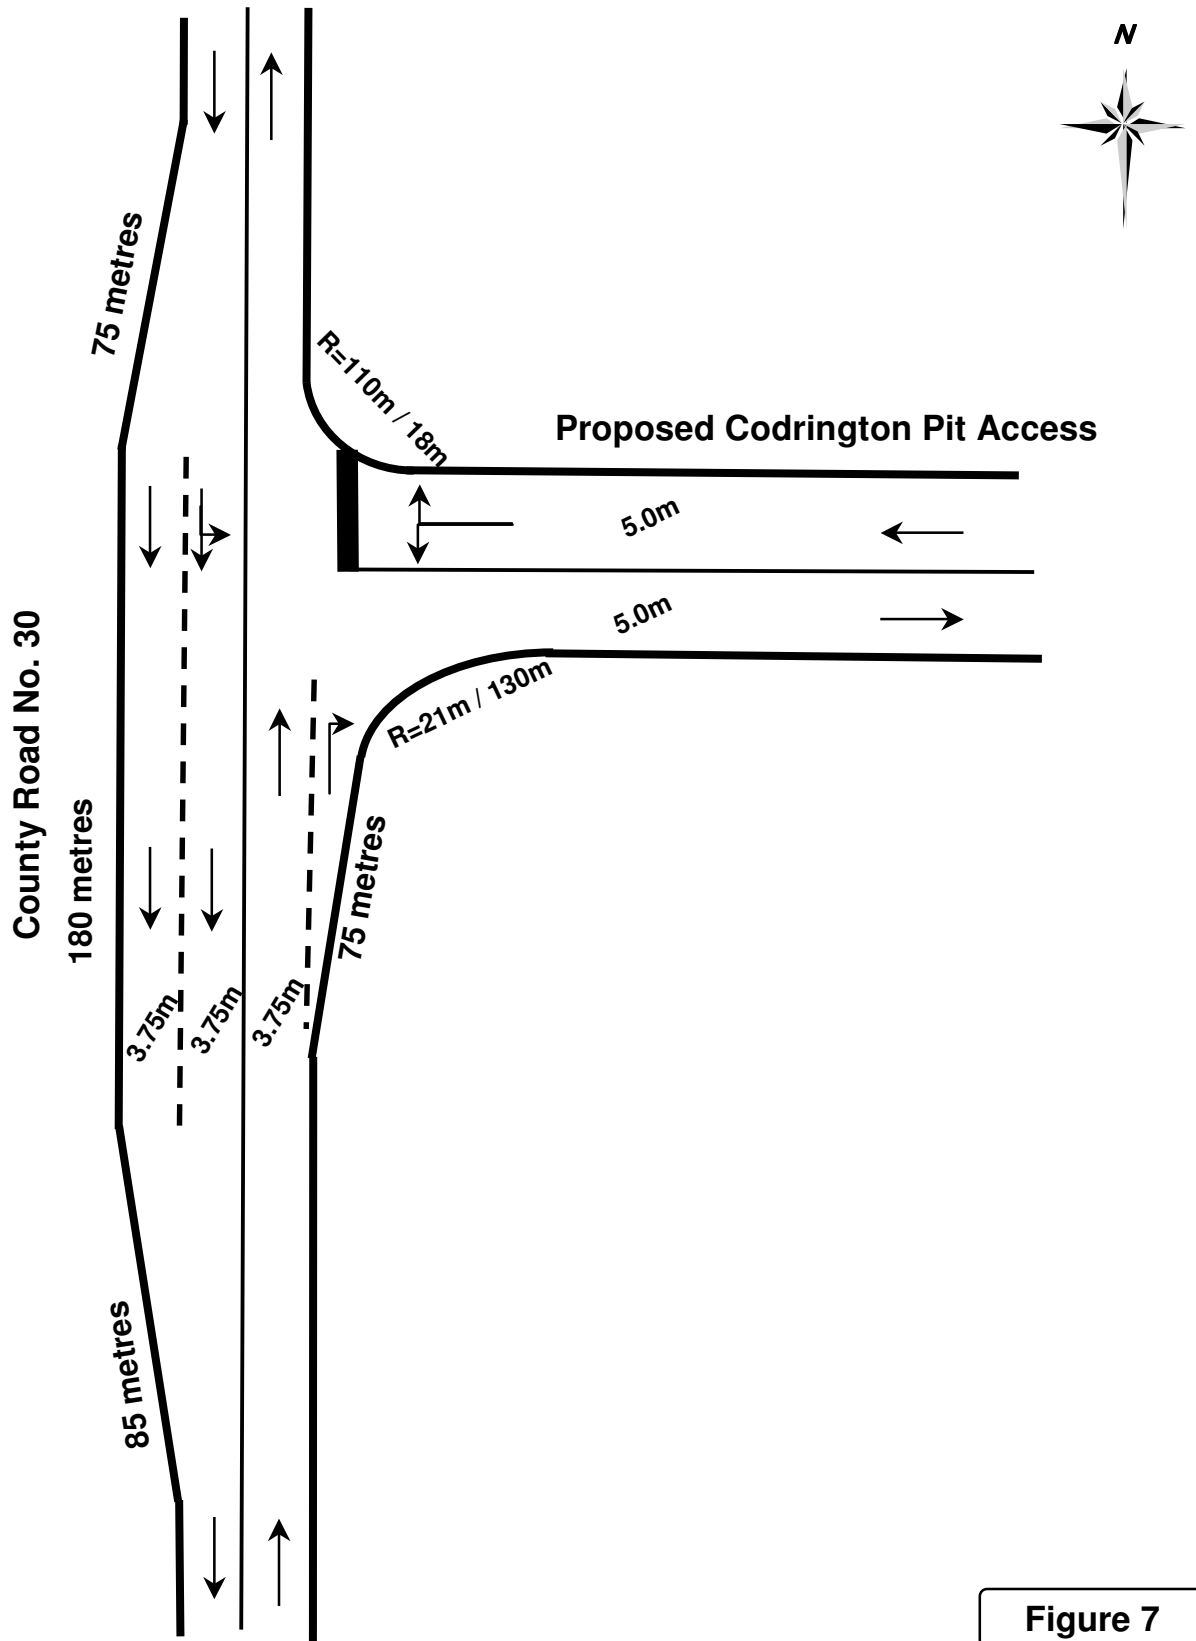 N
75 metres
R=110m / 18m
Proposed Codrington Pit Access
5.0m
5.0m
County Road No. 30
180 metres
R=21m / 130m
75 metres
3.75m
3.75m
3.75m
85 metres
Figure 7